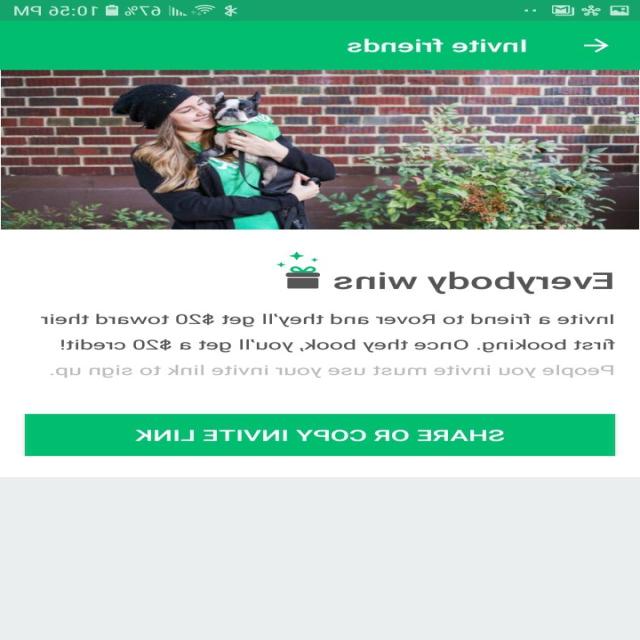 67% 10:56 PM
Invite friends
Everybody wins
Invite a friend to Rover and they'll get $20 toward their
first booking. Once they book, you'll get a $20 credit!
People you invite must use your invite link to sign up.
SHARE OR COPY INVITE LINK